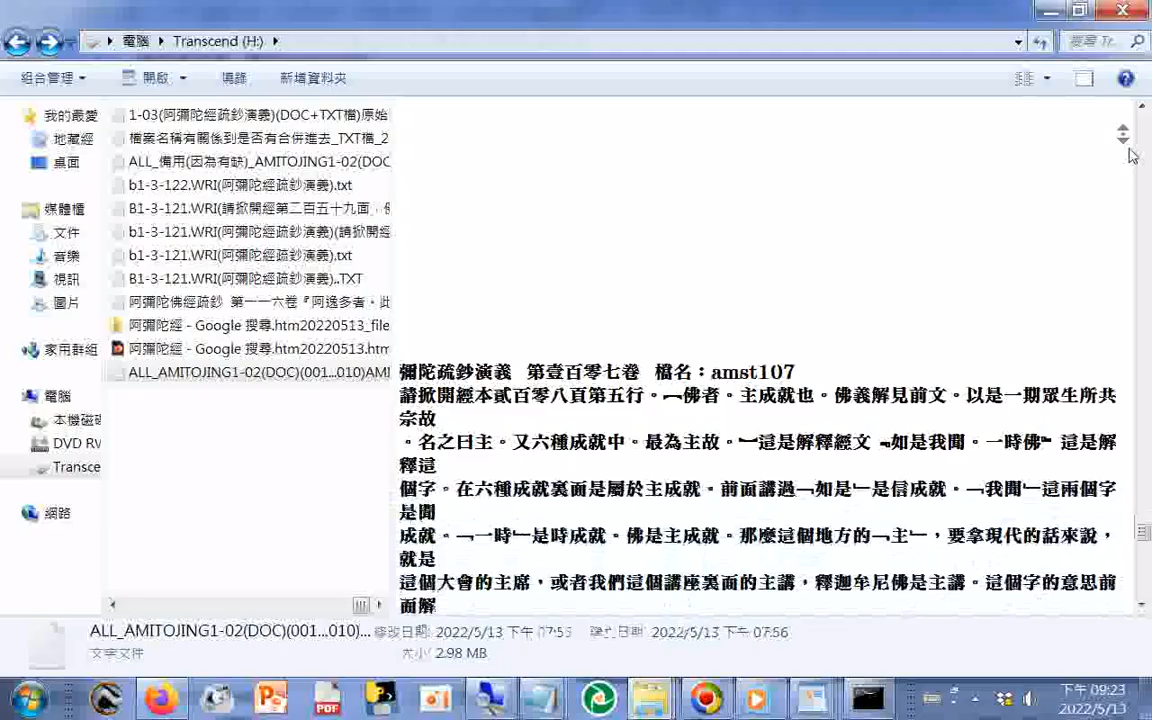 電腦 ▸ Transcend (H:) ▸
搜尋 Tr...
組合管理 開啟 燒錄 新增資料夾
我的最愛
地藏經
桌面
媒體櫃
文件
音樂
視訊
圖片
家用群組
電腦
本機磁碟
DVD RW
Transce
網路
1-03(阿彌陀經疏鈔演義)(DOC+TXT檔)原始
檔案名稱有關係到是否有合併進去_TXT檔_2
ALL_備用(因為有缺)_AMITOJING1-02(DOC
b1-3-122.WRI(阿彌陀經疏鈔演義).txt
B1-3-121.WRI(請掀開經第二百五十九面,
b1-3-121.WRI(阿彌陀經疏鈔演義)(請掀開經
b1-3-121.WRI(阿彌陀經疏鈔演義).txt
B1-3-121.WRI(阿彌陀經疏鈔演義)..TXT
阿彌陀佛經疏鈔 第一一六卷『阿逸多者。此
阿彌陀經 - Google 搜尋.htm20220513_file
阿彌陀經 - Google 搜尋.htm20220513.htm
ALL_AMITOJING1-02(DOC)(001...010)AMI
彌陀疏鈔演義 第壹百零七卷 檔名：amst107
請掀開經本貳百零八頁第五行。﹁佛者。主成就也。佛義解見前文。以是一期眾生所共
宗故
。名之曰主。又六種成就中。最為主故。﹂這是解釋經文﹃如是我聞。一時佛﹄這是解
釋這
個字。在六種成就裏面是屬於主成就。前面講過﹁如是﹂是信成就。﹁我聞﹂這兩個字
是聞
成就。﹁一時﹂是時成就。佛是主成就。那麼這個地方的﹁主﹂，要拿現代的話來說，
就是
這個大會的主席，或者我們這個講座裏面的主講，釋迦牟尼佛是主講。這個字的意思前
面解
ALL_AMITOJING1-02(DOC)(001...010)... 修改日期: 2022/5/13 下午 07:55 建立日期: 2022/5/13 下午 07:56
文字文件 大小: 2.98 MB
下午 09:23
2022/5/13